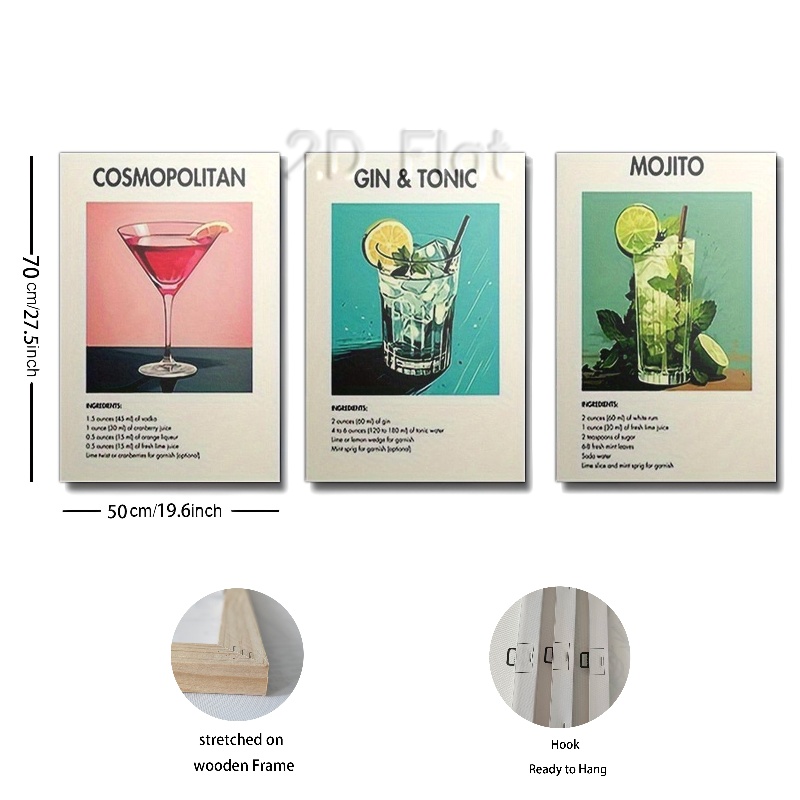 2D Flat
COSMOPOLITAN
INGREDIENTS:
1.5 ounces (45 ml) of vodka
1 ounce (30 ml) of cranberry juice
0.5 ounces (15 ml) of orange liqueur
0.5 ounces (15 ml) of fresh lime juice
Lime twist or cranberries for garnish (optional)
GIN & TONIC
INGREDIENTS:
2 ounces (60 ml) of gin
4 to 6 ounces (120 to 180 ml) of tonic water
Lime or lemon wedge for garnish
Mint sprig for garnish (optional)
MOJITO
INGREDIENTS:
2 ounces (60 ml) of white rum
1 ounce (30 ml) of fresh lime juice
2 teaspoons of sugar
6-8 fresh mint leaves
Soda water
Lime slice and mint sprig for garnish
70cm/27.5inch
50cm/19.6inch
stretched on
wooden Frame
Hook
Ready to Hang